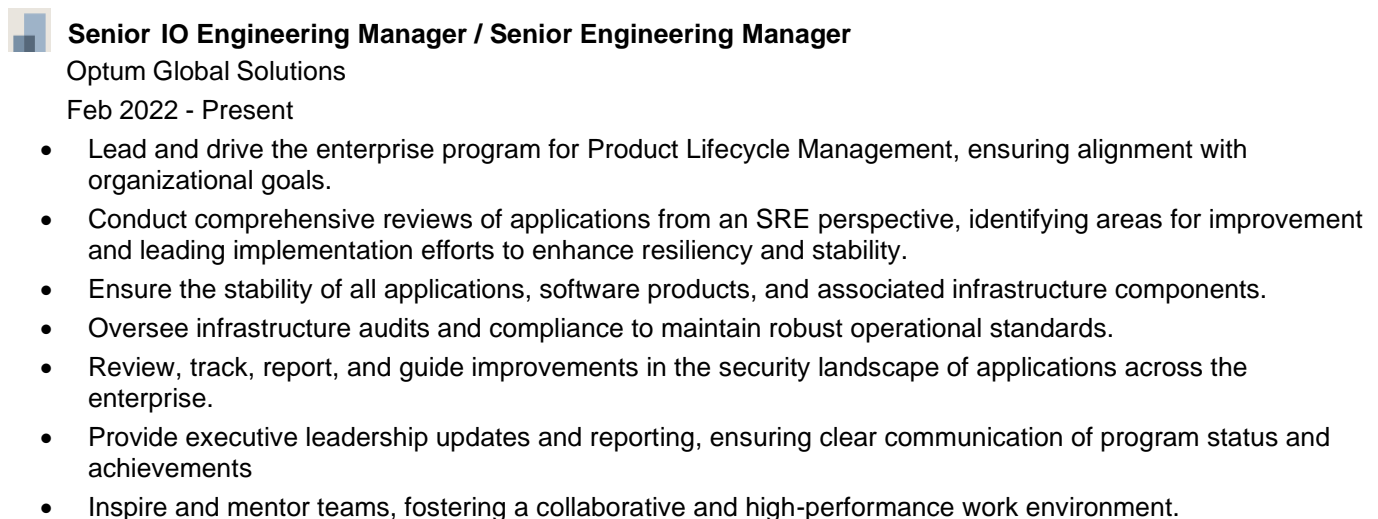 Senior IO Engineering Manager / Senior Engineering Manager
Optum Global Solutions
Feb 2022 - Present
• Lead and drive the enterprise program for Product Lifecycle Management, ensuring alignment with
organizational goals.
• Conduct comprehensive reviews of applications from an SRE perspective, identifying areas for improvement
and leading implementation efforts to enhance resiliency and stability.
• Ensure the stability of all applications, software products, and associated infrastructure components.
• Oversee infrastructure audits and compliance to maintain robust operational standards.
• Review, track, report, and guide improvements in the security landscape of applications across the
enterprise.
• Provide executive leadership updates and reporting, ensuring clear communication of program status and
achievements
• Inspire and mentor teams, fostering a collaborative and high-performance work environment.